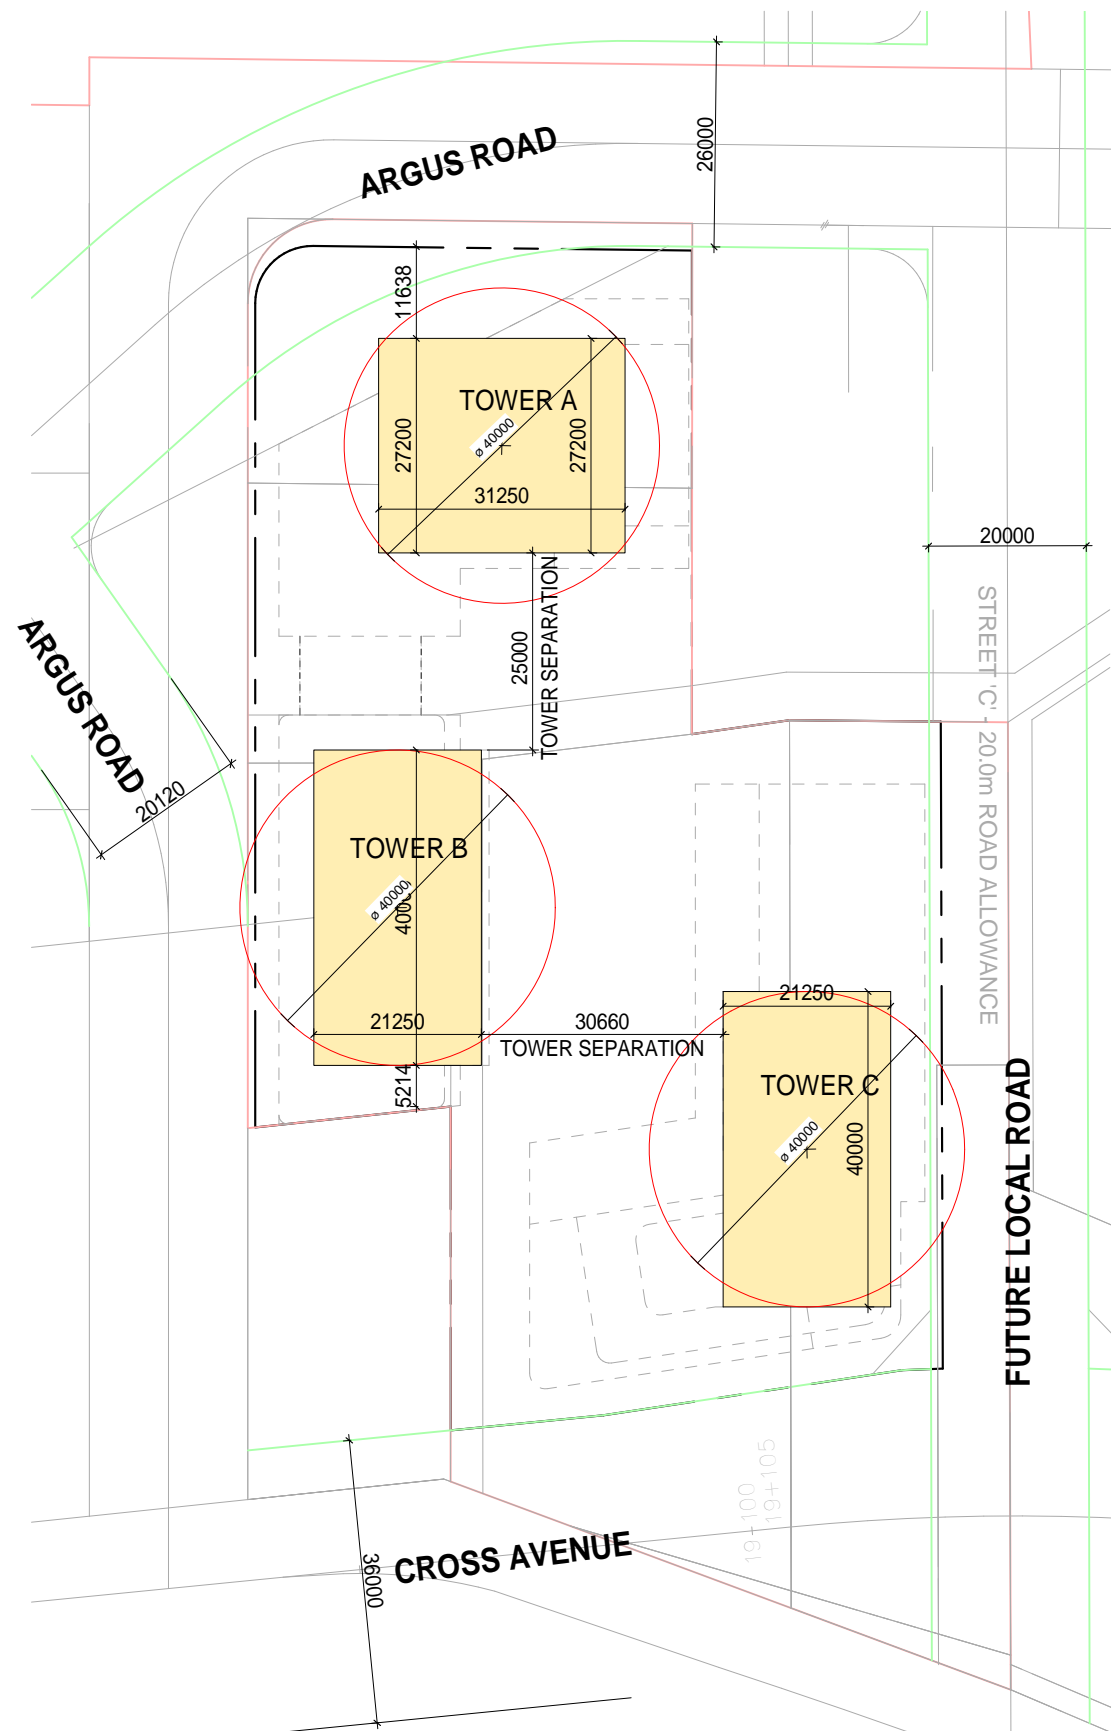 ARGUS ROAD
26000
11638
TOWER A
ø 40000
27200
27200
31250
20000
25000
TOWER SEPARATION
STREET 'C' - 20.0m ROAD ALLOWANCE
ARGUS ROAD
20120
TOWER B
ø 40000
21250
30660
TOWER SEPARATION
5214
21250
TOWER C
ø 40000
40000
FUTURE LOCAL ROAD
19+105
CROSS AVENUE
36000